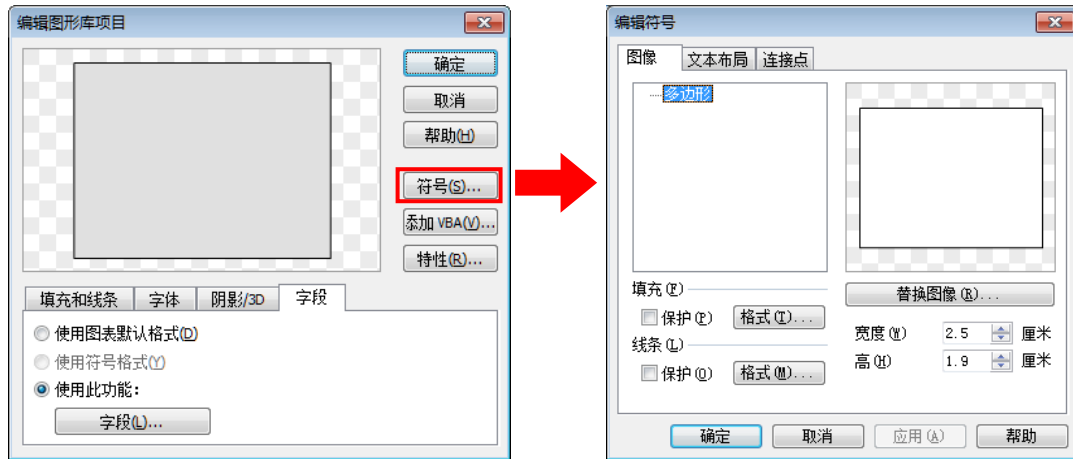 编辑图形库项目
确定
取消
帮助(H)
符号(S)...
添加 VBA(V)...
特性(R)...
填充和线条 字体 阴影/3D 字段
使用图表默认格式(D)
使用符号格式(Y)
使用此功能：
字段(L)...
编辑符号
图像 文本布局 连接点
多边形
填充(F)
保护(P) 格式(T)...
线条(L)
保护(O) 格式(M)...
替换图像(R)...
宽度(W) 2.5 厘米
高(H) 1.9 厘米
确定 取消 应用(A) 帮助